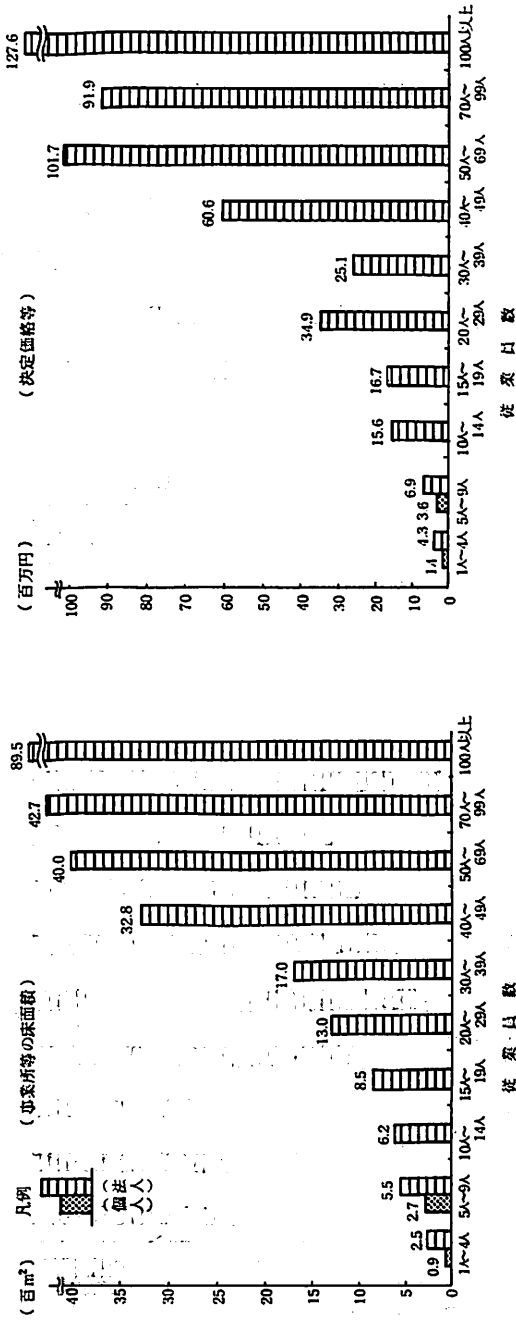 (百m²)
(事業所等の床面積)
凡例
(法人)
(個人)
40
35
30
25
20
15
10
5
0
0.9
2.5
2.7
5.5
6.2
8.5
13.0
17.0
32.8
40.0
42.7
89.5
1人~4人
5人~9人
10人~14人
15人~19人
20人~29人
30人~39人
40人~49人
50人~69人
70人~99人
100人以上
従業員数
(百万円)
(決定価格等)
100
90
80
70
60
50
40
30
20
10
0
1.4
4.3
3.6
6.9
15.6
16.7
34.9
25.1
60.6
101.7
91.9
127.6
1人~4人
5人~9人
10人~14人
15人~19人
20人~29人
30人~39人
40人~49人
50人~69人
70人~99人
100人以上
従業員数